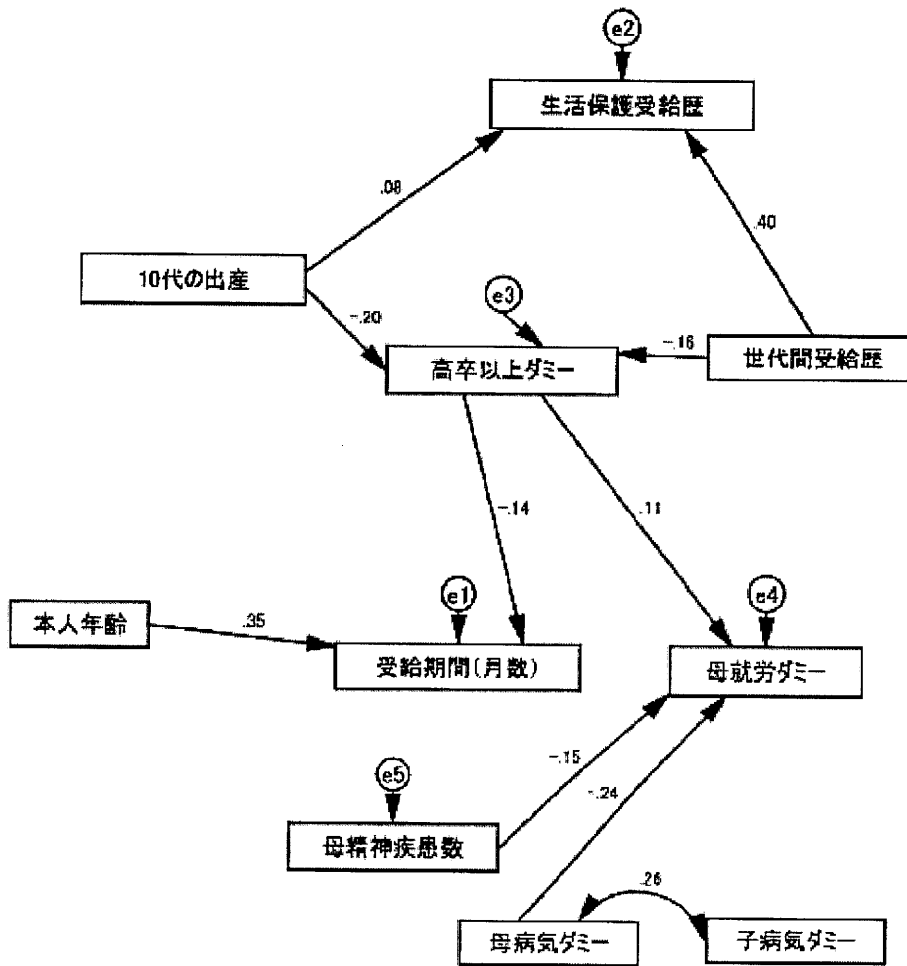 e2
生活保護受給歴
.08
.40
10代の出産
e3
-.20
-.16
高卒以上ダミー
世代間受給歴
-.14
.11
e1
e4
本人年齢
.35
受給期間(月数)
母就労ダミー
-.15
e5
-.24
母精神疾患数
.26
母病気ダミー
子病気ダミー